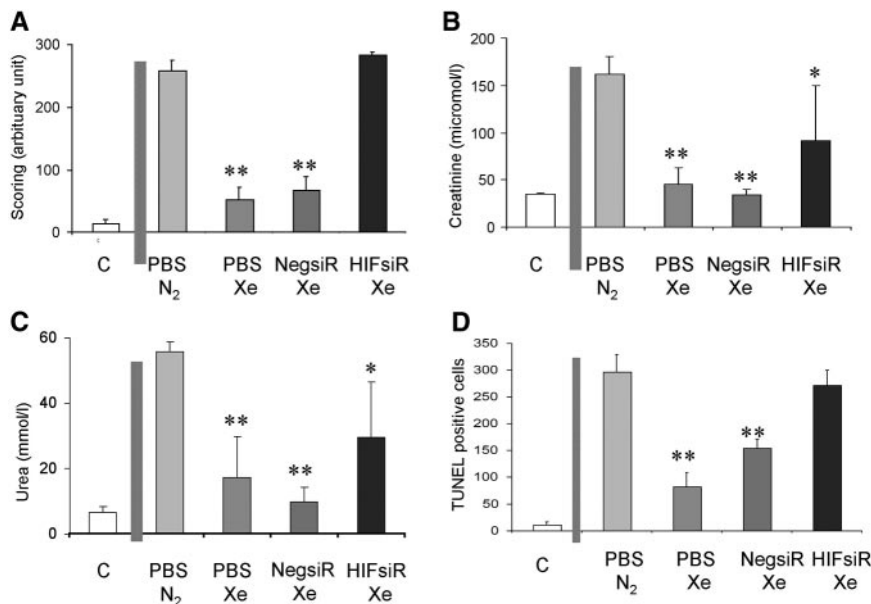 A
Scoring (arbituary unit)
300
200
100
0
c
** **
C PBS PBS NegsiR HIFsiR
N2 Xe Xe Xe
B
Creatinine (micromol/l)
200
150
100
50
0
** ** *
C PBS PBS NegsiR HIFsiR
N2 Xe Xe Xe
C
Urea (mmol/l)
60
40
20
0
** ** *
C PBS PBS NegsiR HIFsiR
N2 Xe Xe Xe
D
TUNEL positive cells
350
300
250
200
150
100
50
0
** **
C PBS PBS NegsiR HIFsiR
N2 Xe Xe Xe